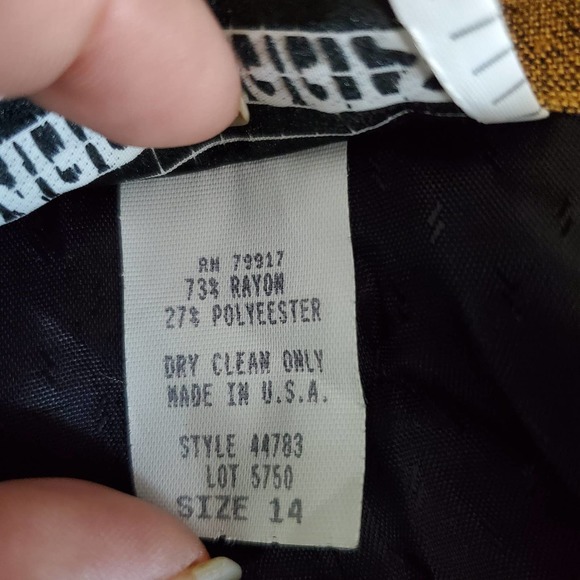 RN 79917
73% RAYON
27% POLYEESTER
DRY CLEAN ONLY
MADE IN U.S.A.
STYLE 44783
LOT 5750
SIZE 14